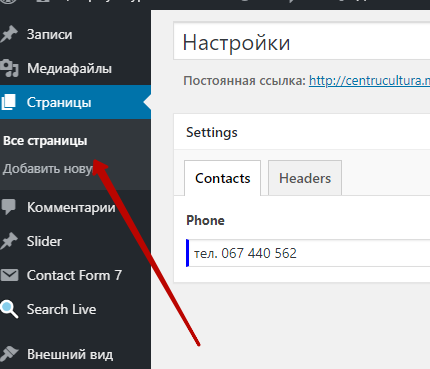 Записи
Медиафайлы
Страницы
Все страницы
Добавить нову
Комментарии
Slider
Contact Form 7
Search Live
Внешний вид
Настройки
Постоянная ссылка: http://centrucultura.m
Settings
Contacts
Headers
Phone
тел. 067 440 562